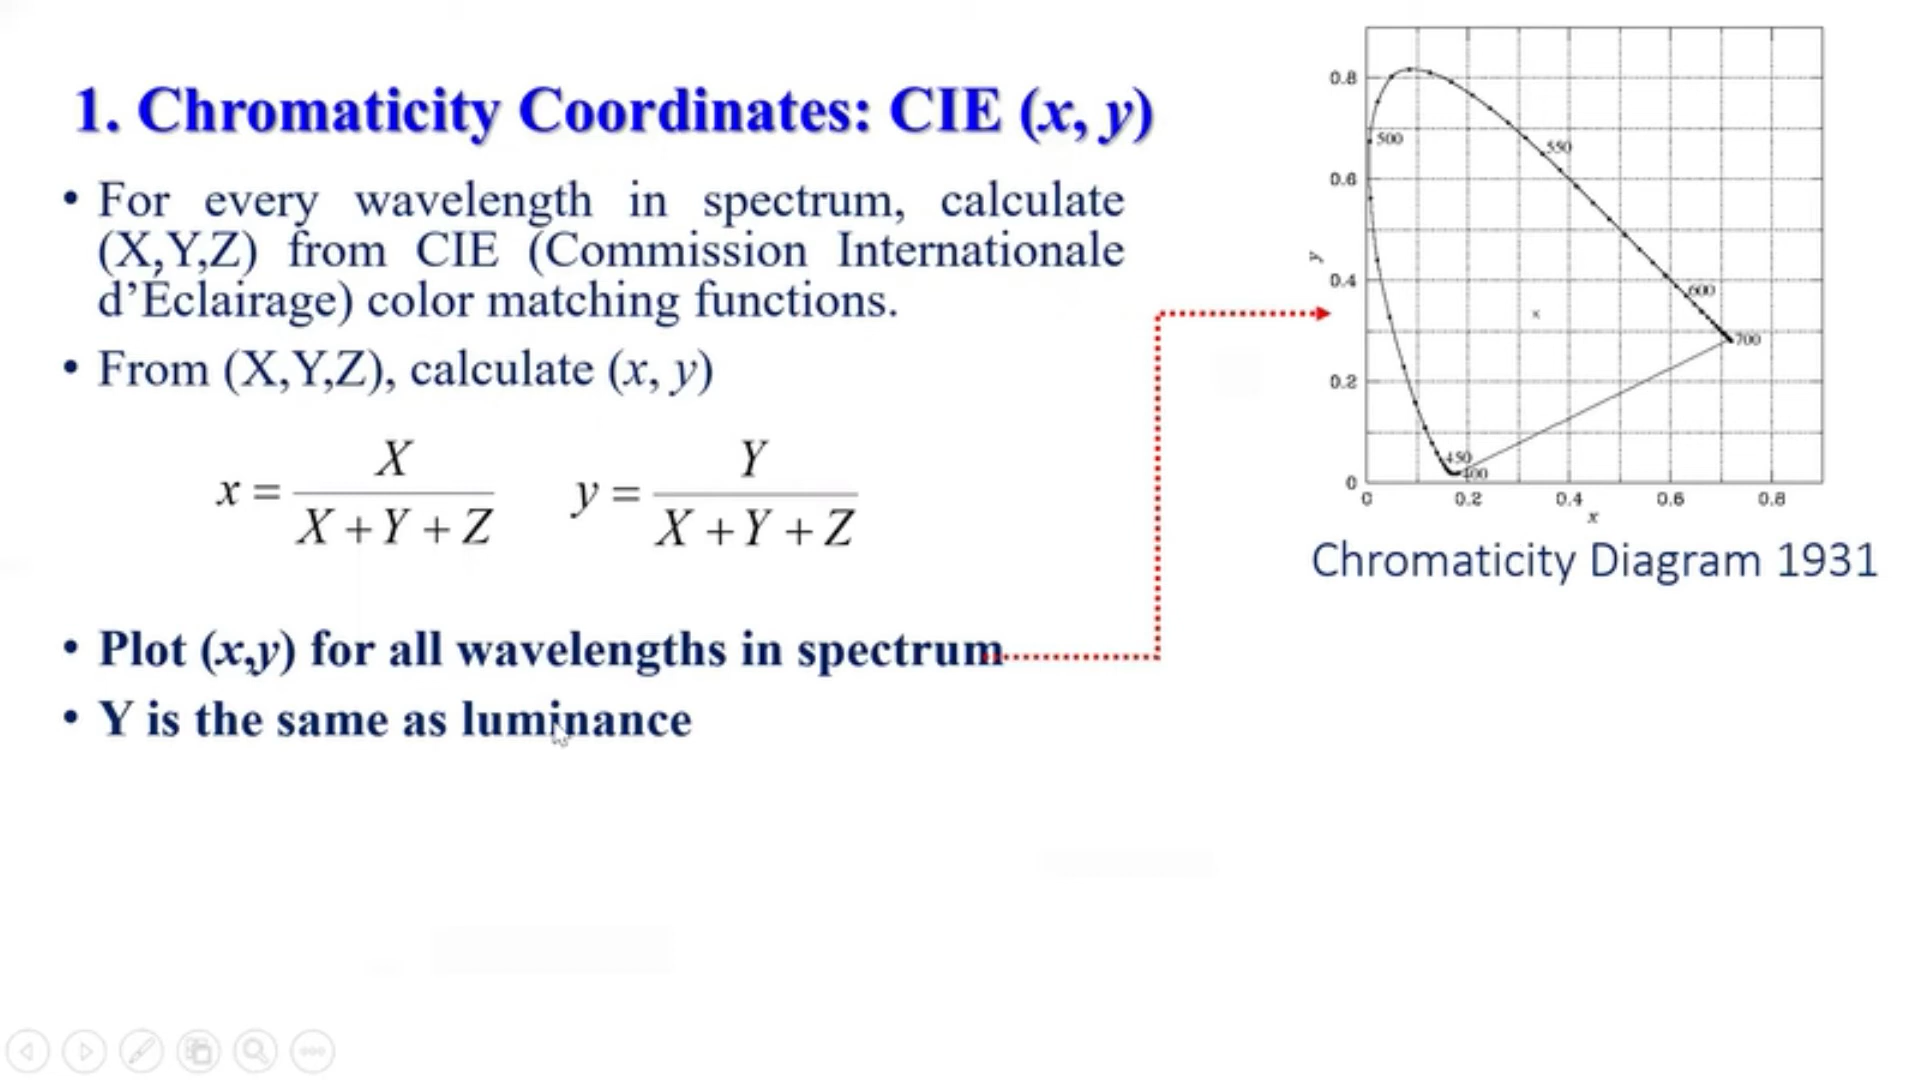 1. Chromaticity Coordinates: CIE (x, y)
• For every wavelength in spectrum, calculate
(X,Y,Z) from CIE (Commission Internationale
d’Eclairage) color matching functions.
• From (X,Y,Z), calculate (x, y)
x = X / X + Y + Z    y = Y / X + Y + Z
• Plot (x,y) for all wavelengths in spectrum
• Y is the same as luminance
0.8
500
550
0.6
y
0.4
600
x
700
0.2
450
400
0
0 0.2 0.4 0.6 0.8
x
Chromaticity Diagram 1931